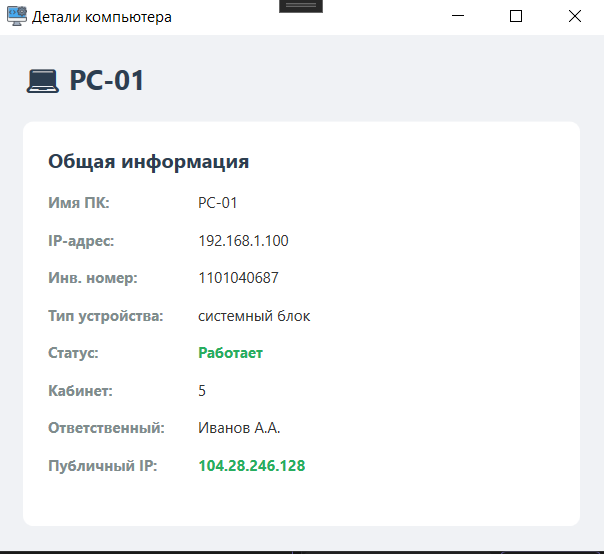 Детали компьютера
PC-01
Общая информация
Имя ПК: PC-01
IP-адрес: 192.168.1.100
Инв. номер: 1101040687
Тип устройства: системный блок
Статус: Работает
Кабинет: 5
Ответственный: Иванов А.А.
Публичный IP: 104.28.246.128